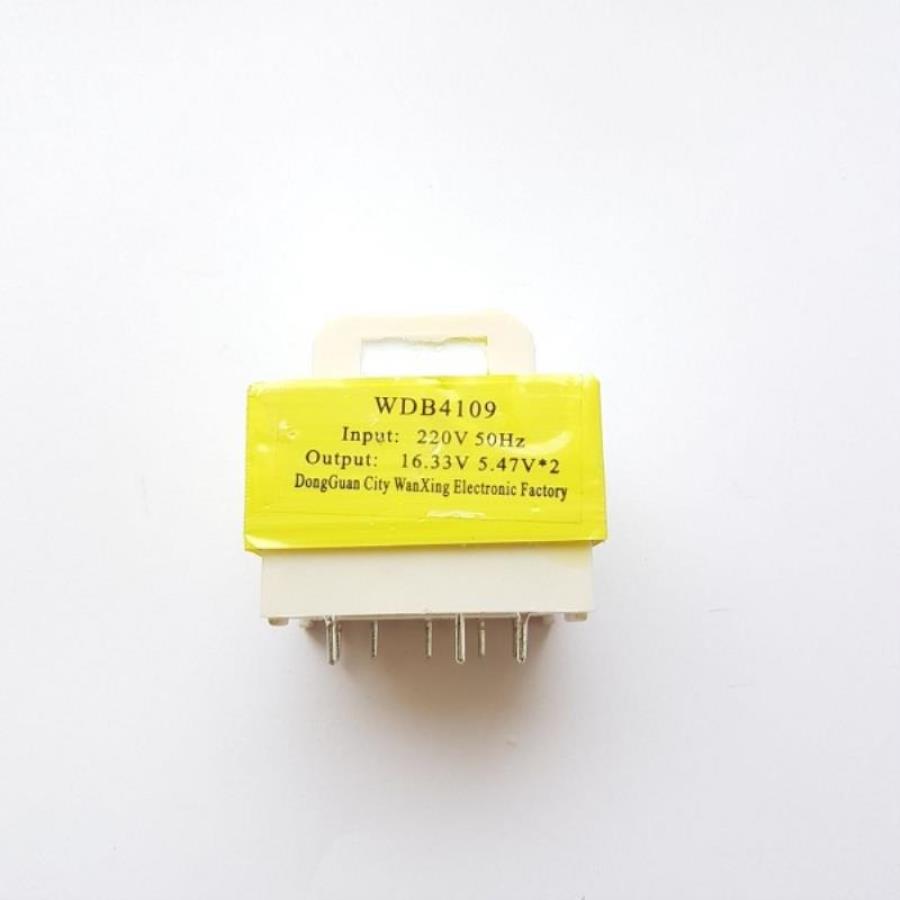 WDB4109
Input: 220V 50Hz
Output: 16.33V 5.47V*2
DongGuan City WanXing Electronic Factory